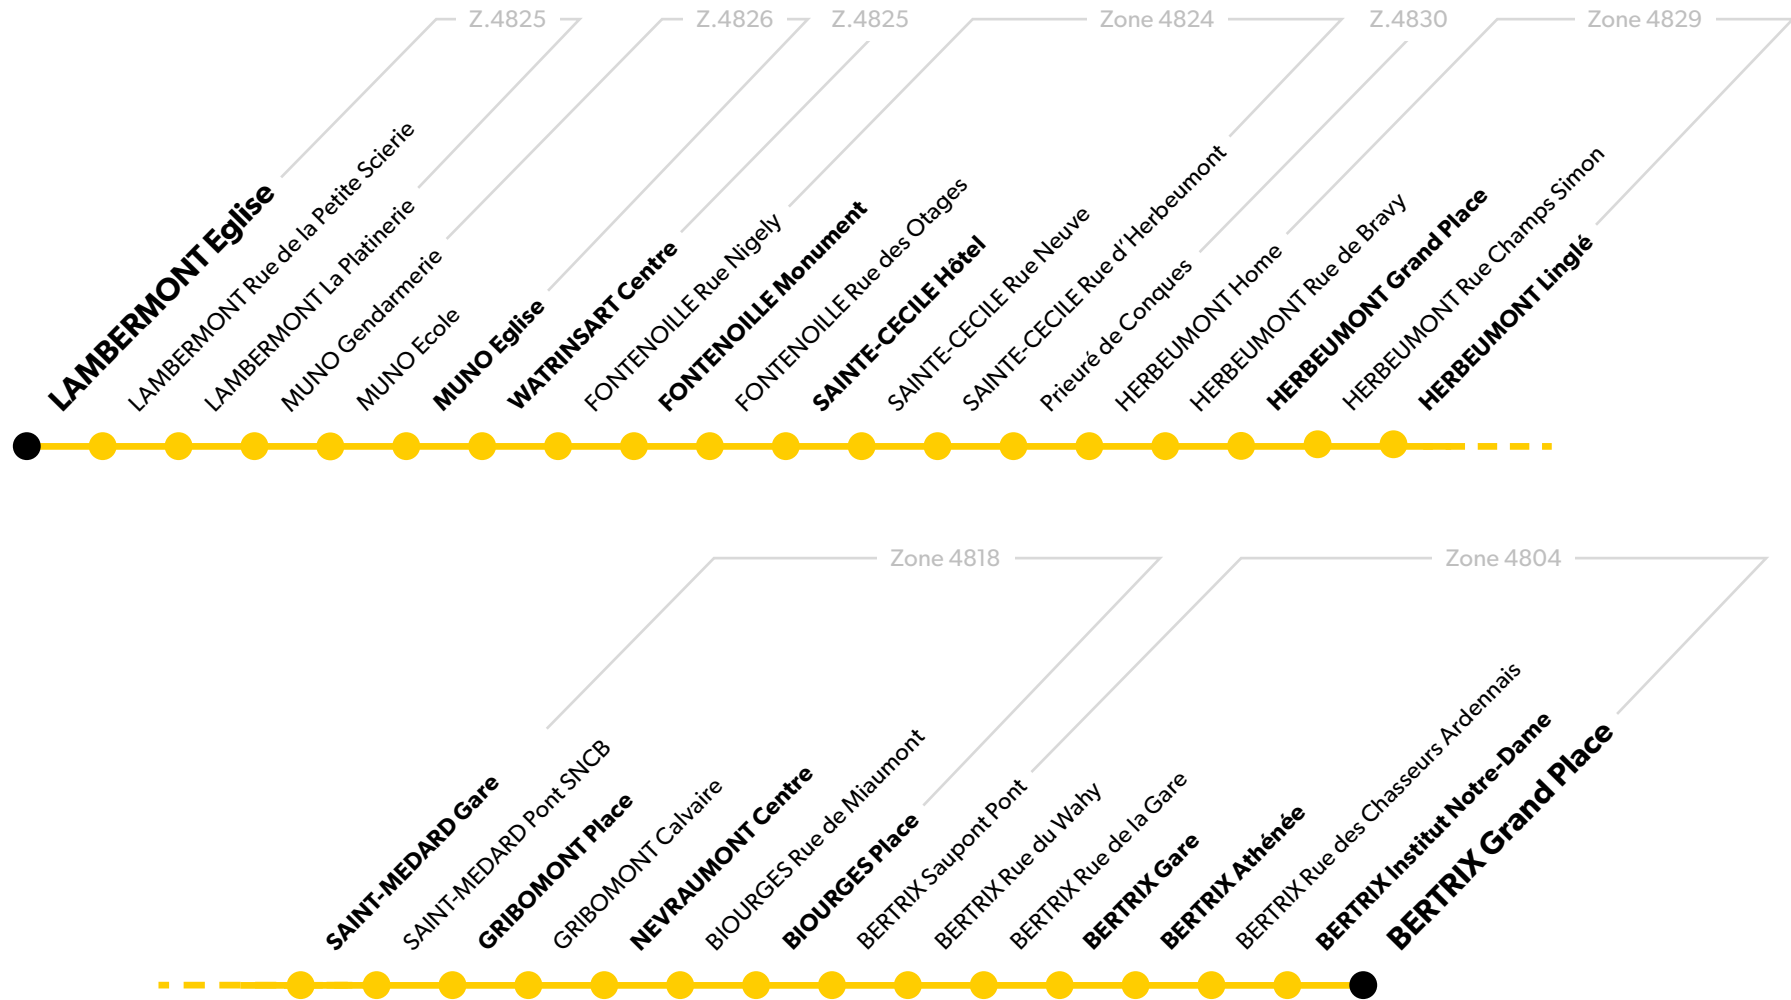 Z.4825
Z.4826
Z.4825
Zone 4824
Z.4830
Zone 4829
LAMBERMONT Eglise
LAMBERMONT Rue de la Petite Scierie
LAMBERMONT La Platinerie
MUNO Gendarmerie
MUNO Ecole
MUNO Eglise
WATRINSART Centre
FONTENOILLE Rue Nigely
FONTENOILLE Monument
FONTENOILLE Rue des Otages
SAINTE-CECILE Hôtel
SAINTE-CECILE Rue Neuve
SAINTE-CECILE Rue d'Herbeumont
Prieuré de Conques
HERBEUMONT Home
HERBEUMONT Rue de Bravy
HERBEUMONT Grand Place
HERBEUMONT Rue Champs Simon
HERBEUMONT Linglé
Zone 4818
Zone 4804
SAINT-MEDARD Gare
SAINT-MEDARD Pont SNCB
GRIBOMONT Place
GRIBOMONT Calvaire
NEVRAUMONT Centre
BIOURGES Rue de Miaumont
BIOURGES Place
BERTRIX Saupont Pont
BERTRIX Rue du Wahy
BERTRIX Rue de la Gare
BERTRIX Gare
BERTRIX Athénée
BERTRIX Rue des Chasseurs Ardennais
BERTRIX Institut Notre-Dame
BERTRIX Grand Place